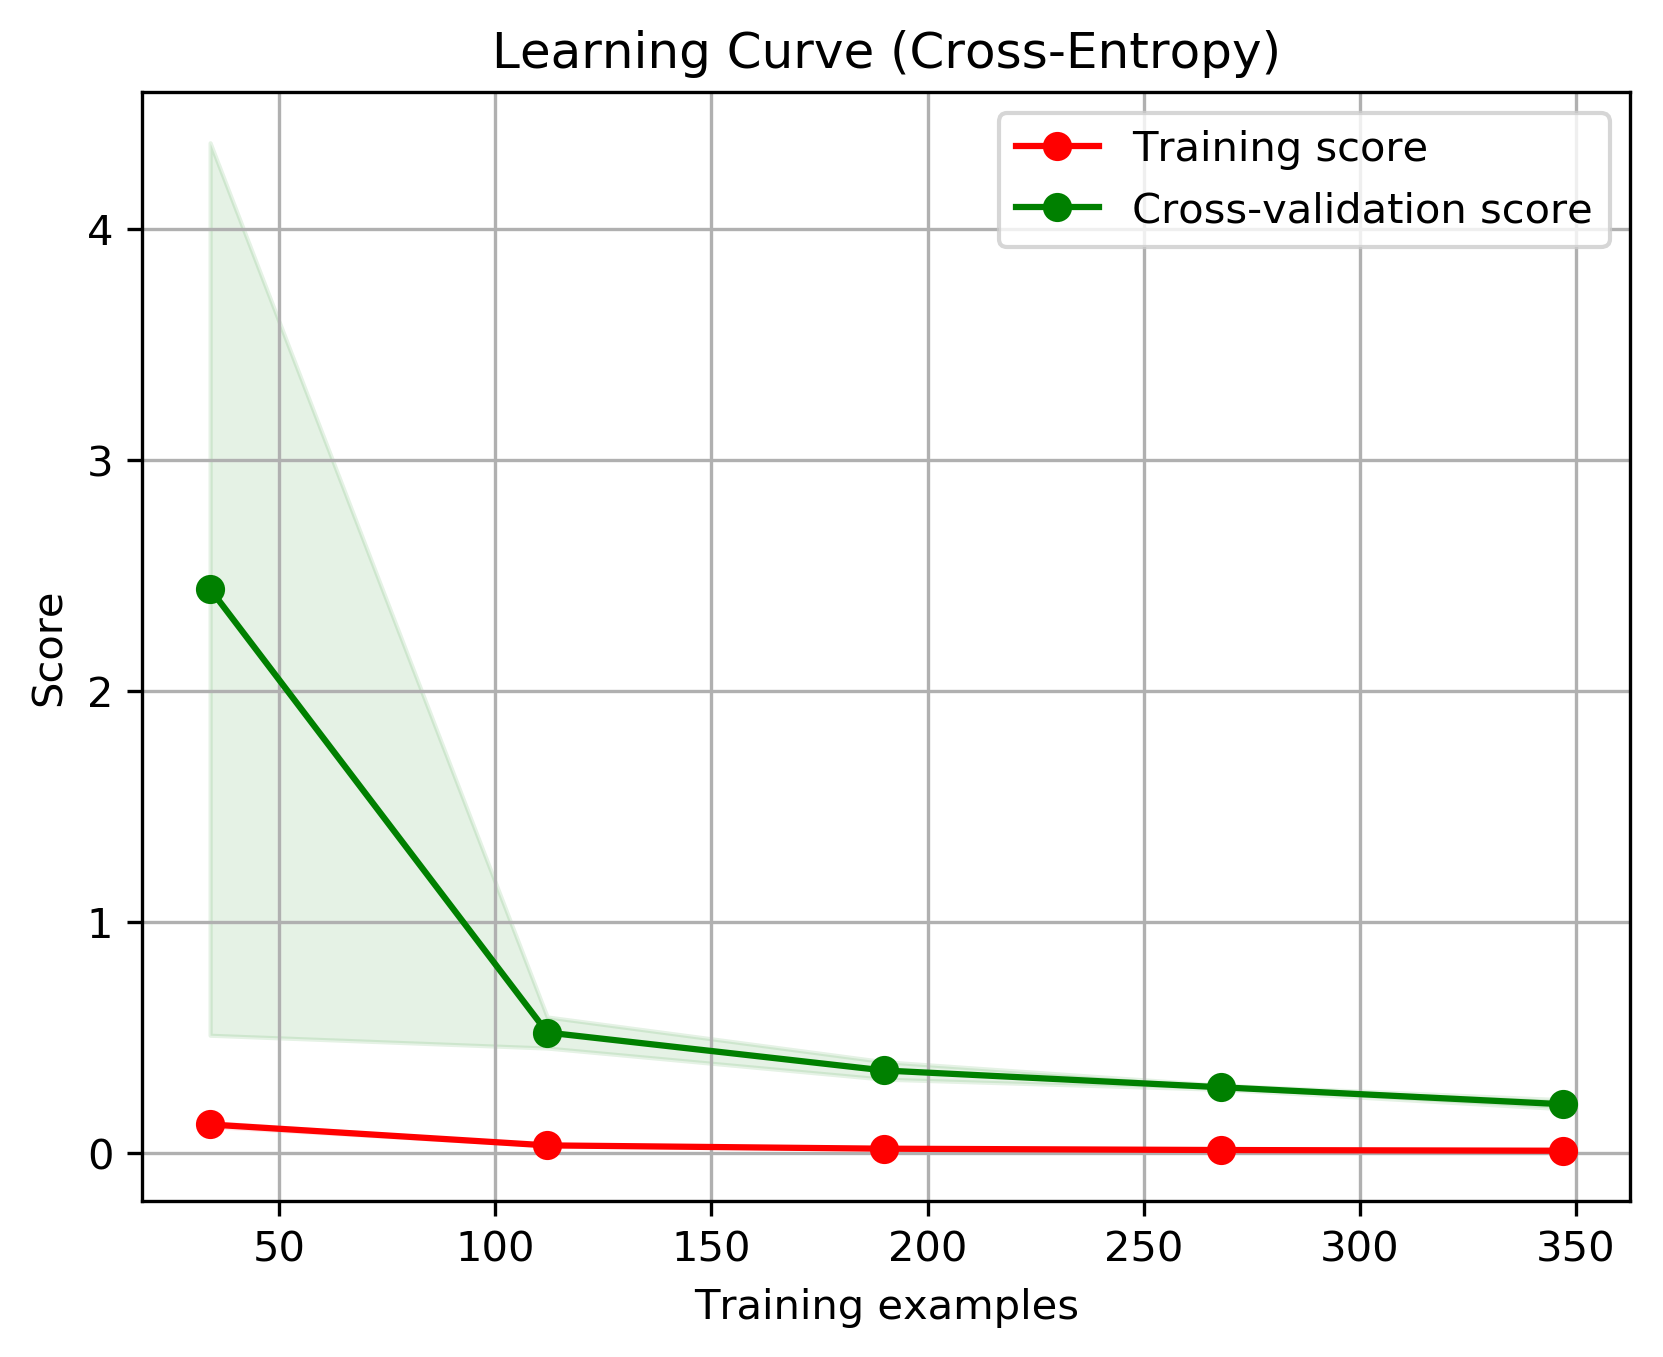 Learning Curve (Cross-Entropy)
Training score
Cross-validation score
4
3
2
1
0
Score
50 100 150 200 250 300 350
Training examples